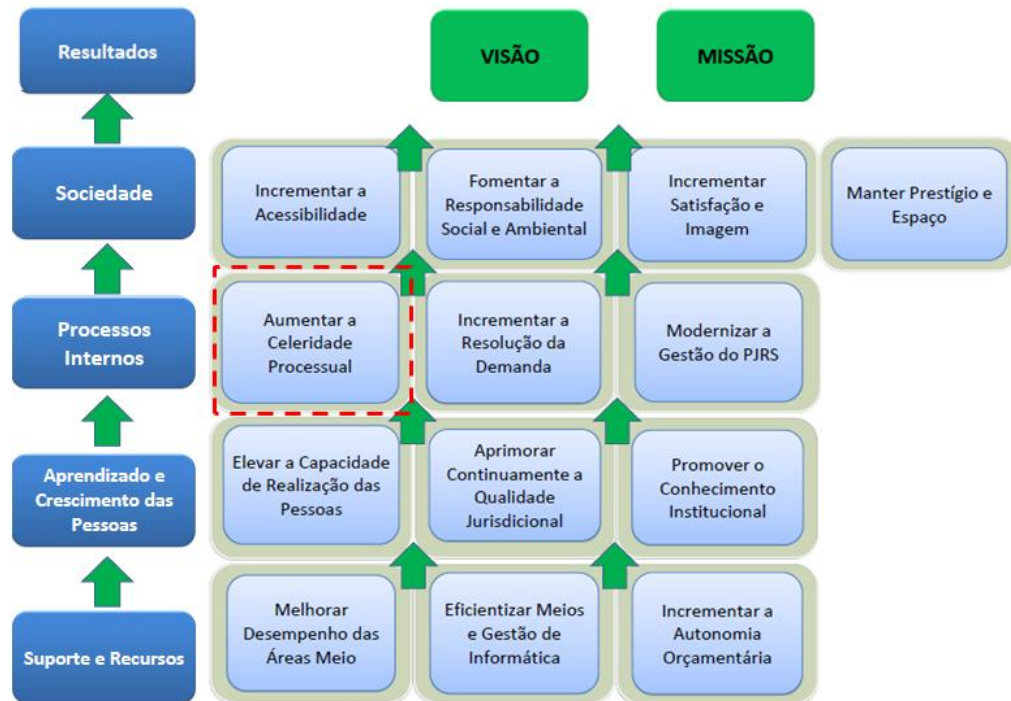 Resultados
VISÃO
MISSÃO
Sociedade
Incrementar a
Acessibilidade
Fomentar a
Responsabilidade
Social e Ambiental
Incrementar
Satisfação e
Imagem
Manter Prestígio e
Espaço
Processos
Internos
Aumentar a
Celeridade
Processual
Incrementar a
Resolução da
Demanda
Modernizar a
Gestão do PJRS
Aprendizado e
Crescimento das
Pessoas
Elevar a Capacidade
de Realização das
Pessoas
Aprimorar
Continuamente a
Qualidade
Jurisdicional
Promover o
Conhecimento
Institucional
Suporte e Recursos
Melhorar
Desempenho das
Áreas Meio
Eficientizar Meios
e Gestão de
Informática
Incrementar a
Autonomia
Orçamentária